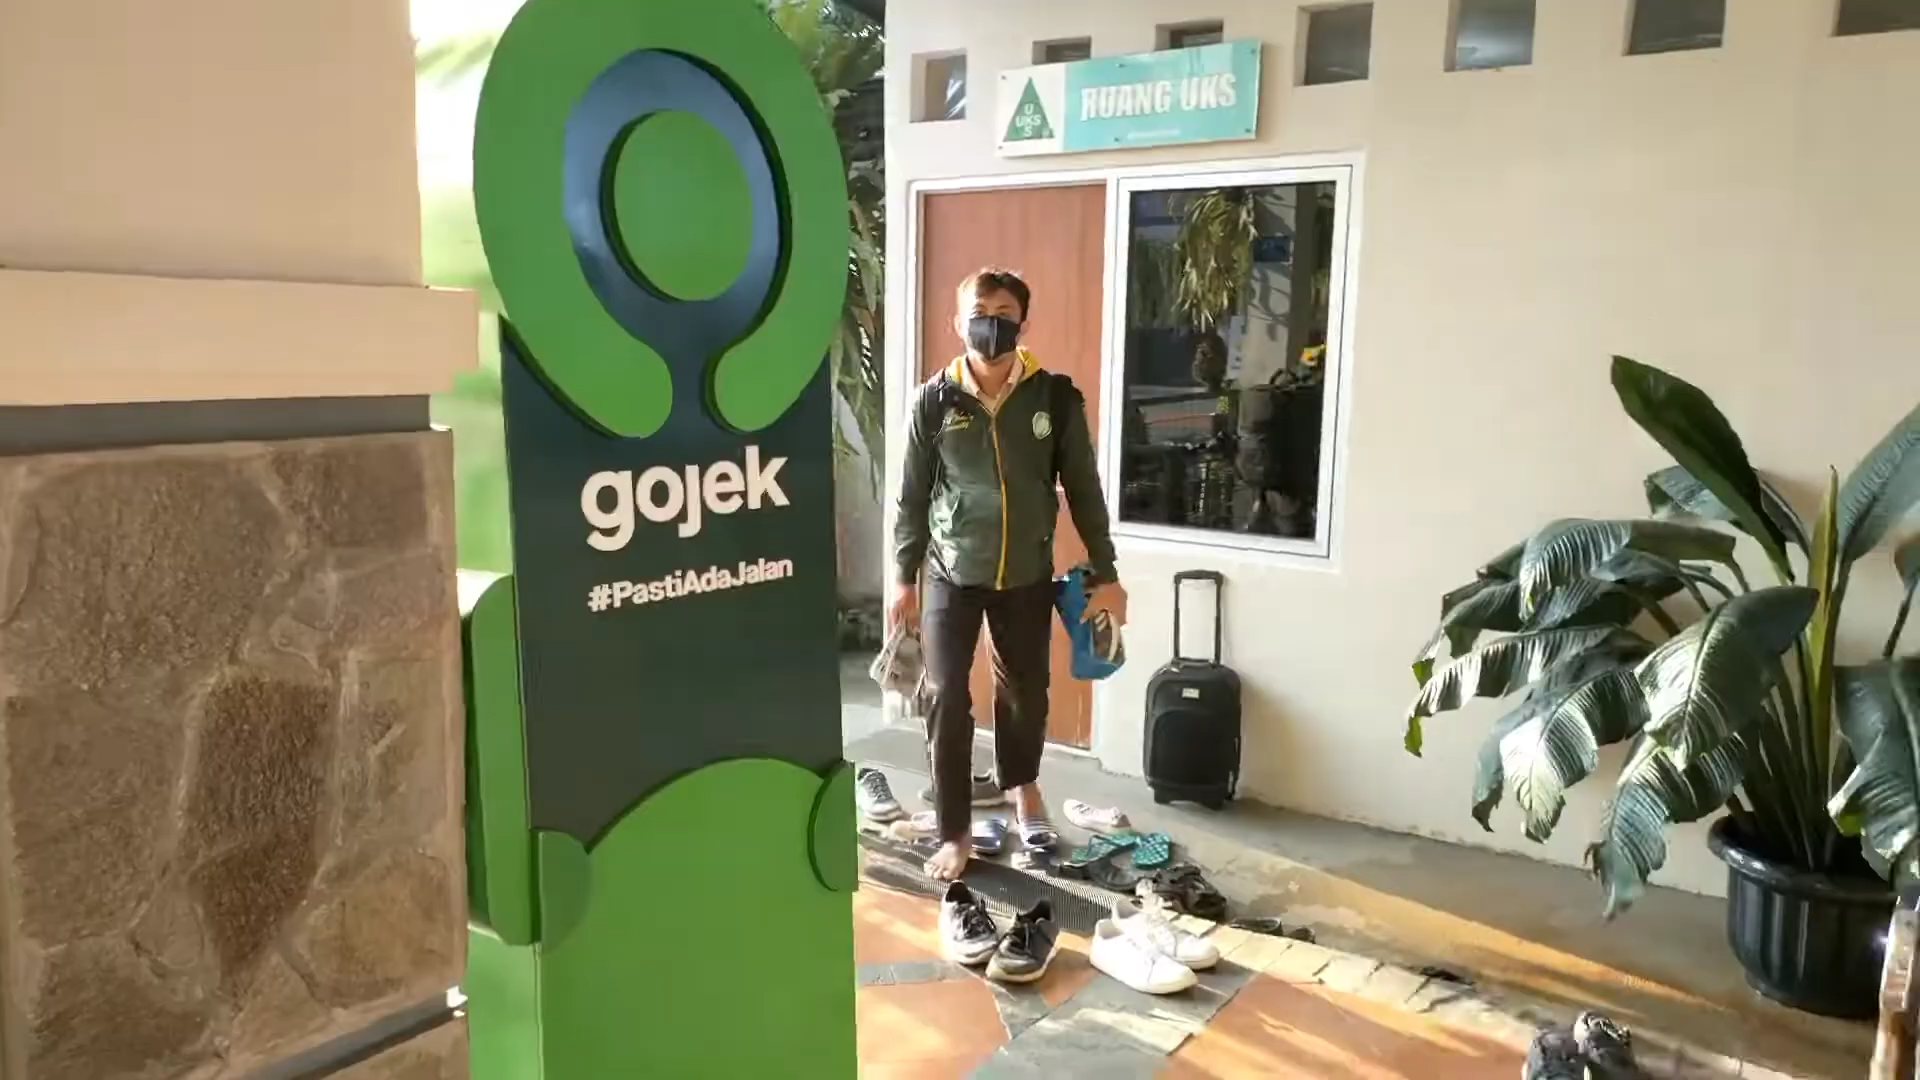 gojek
#PastiAdaJalan
U
UKS
S
RUANG UKS